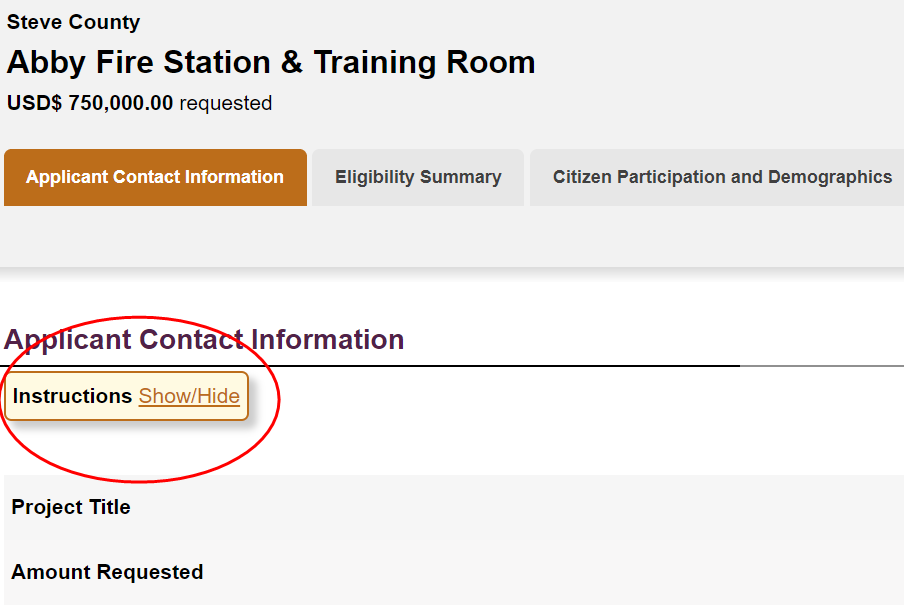 Steve County
Abby Fire Station & Training Room
USD$ 750,000.00 requested
Applicant Contact Information
Eligibility Summary
Citizen Participation and Demographics
Applicant Contact Information
Instructions Show/Hide
Project Title
Amount Requested